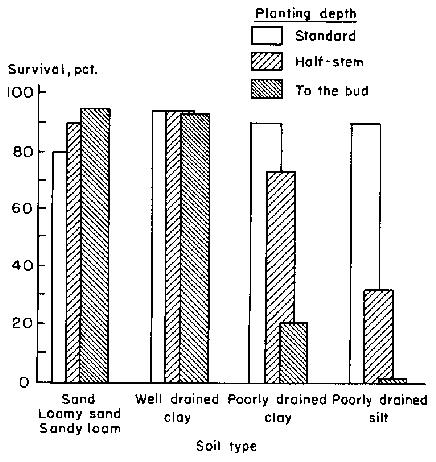 Planting depth
Standard
Half-stem
To the bud
Survival, pct.
100
80
60
40
20
0
Sand
Loamy sand
Sandy loam
Well drained
clay
Poorly drained
clay
Poorly drained
silt
Soil type